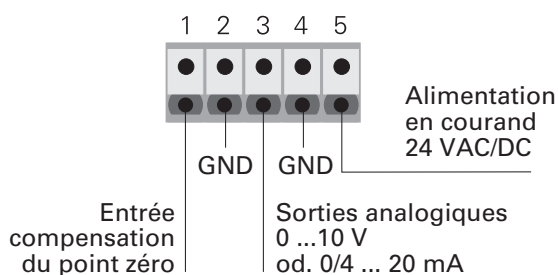 1 2 3 4 5
Alimentation
en courand
24 VAC/DC
GND GND
Entrée
compensation
du point zéro
Sorties analogiques
0 ...10 V
od. 0/4 ... 20 mA